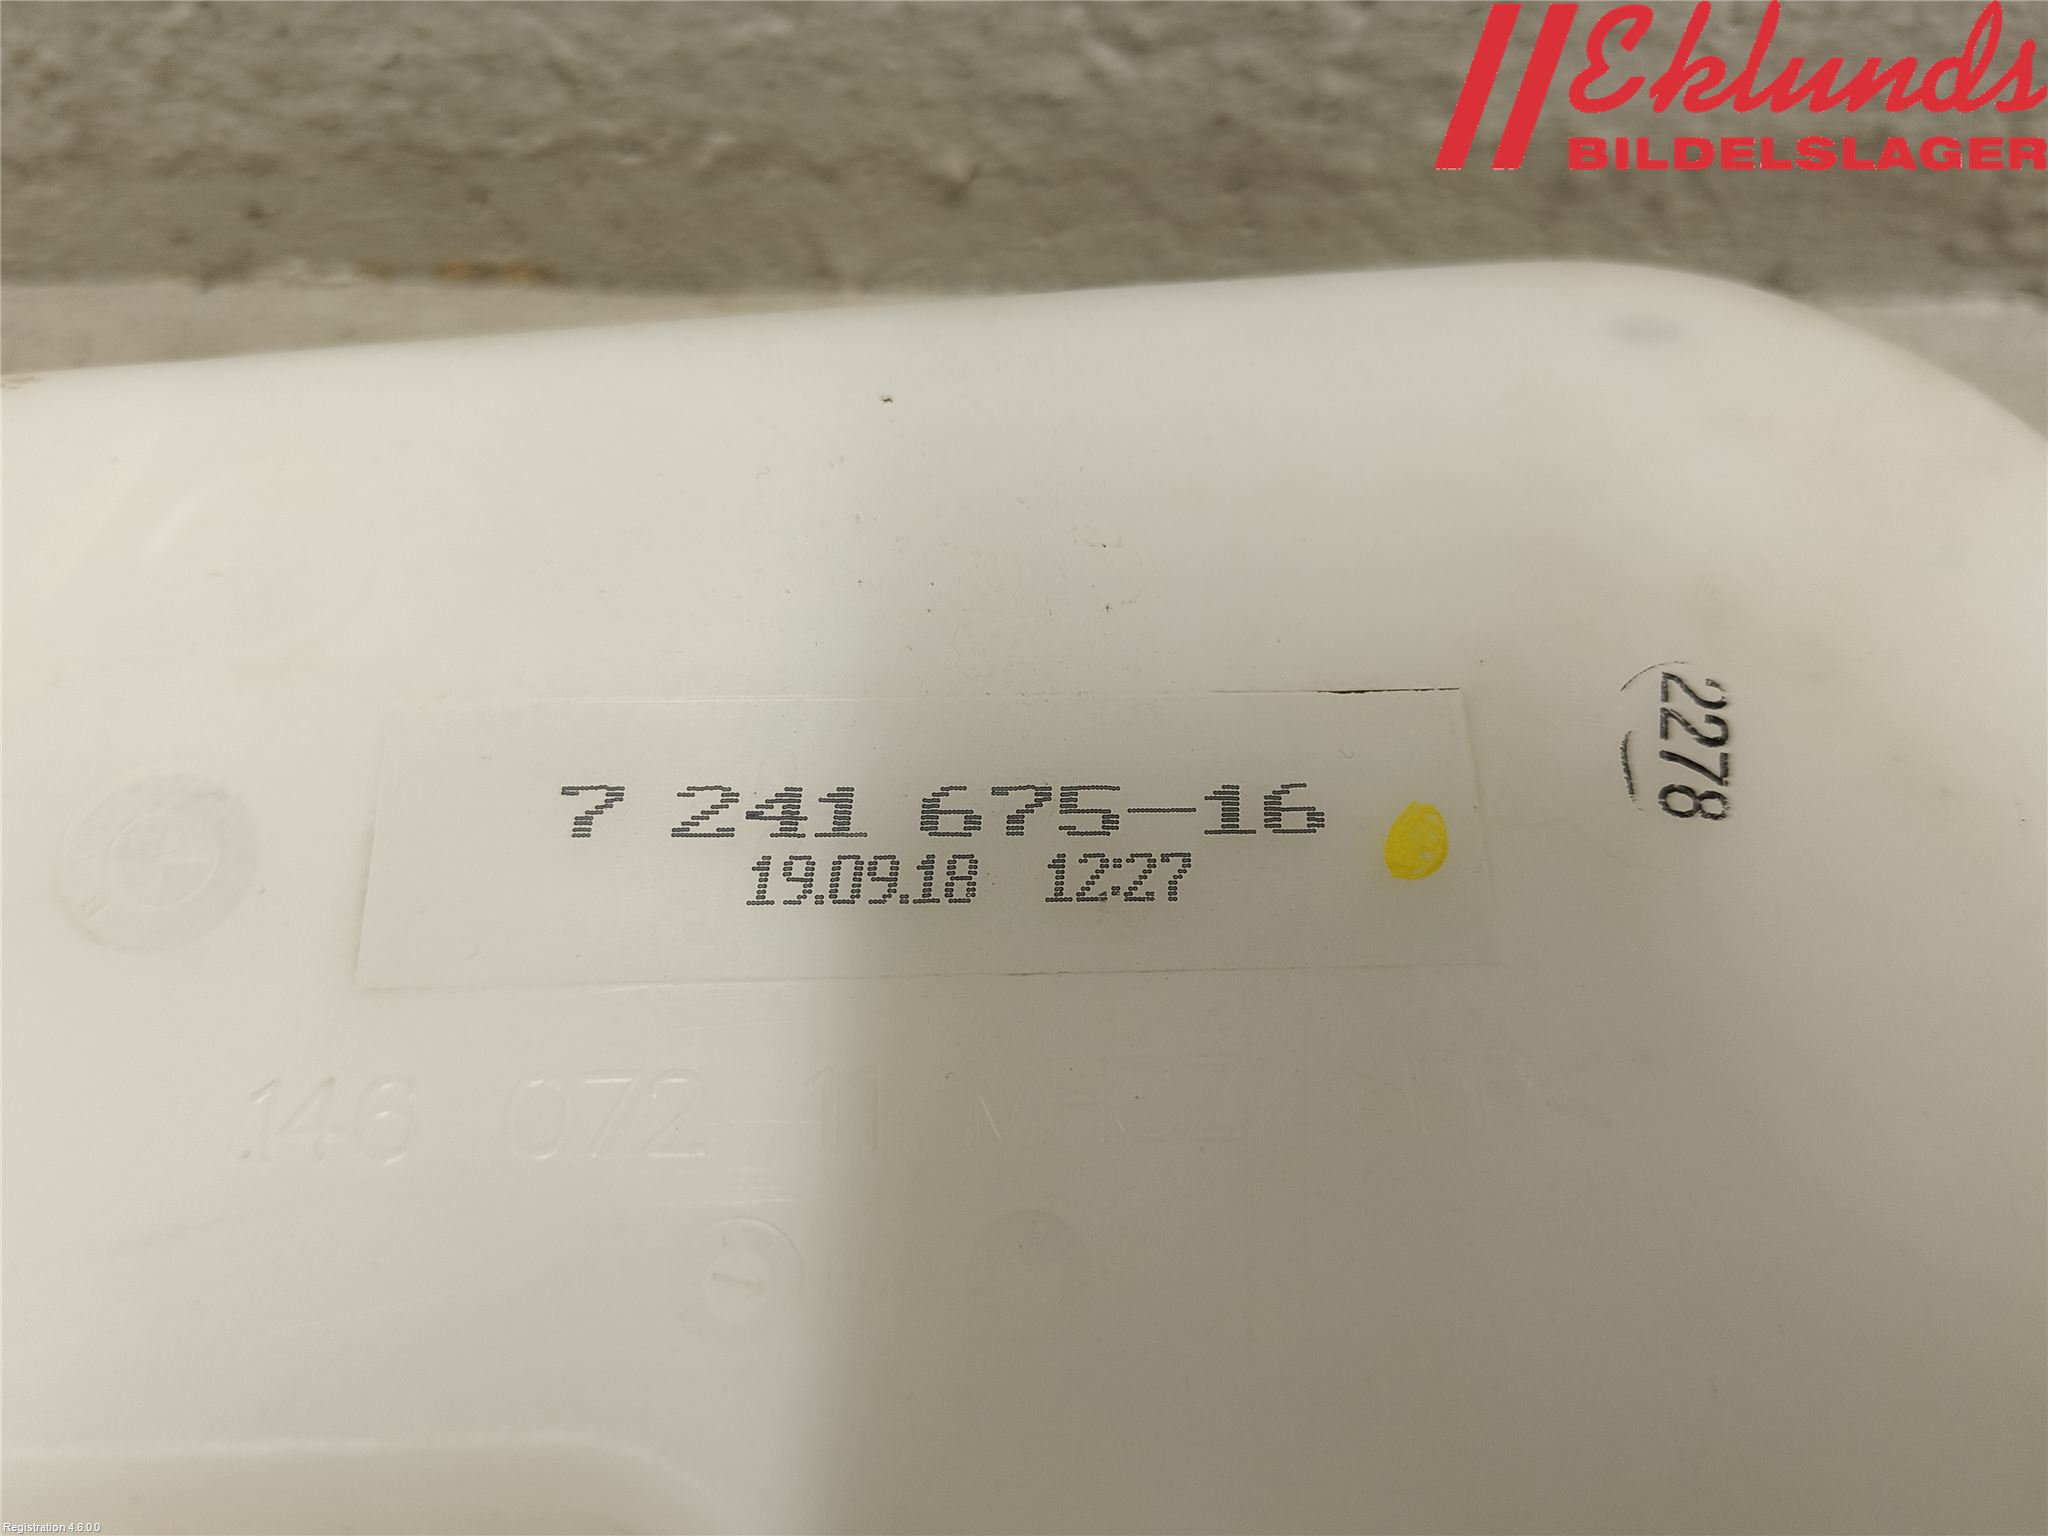 Eklunds
BILDELSLAGER
7 241 675-16
19.09.18 12:27
2278
146 072 11
Registration 4.6.0.0